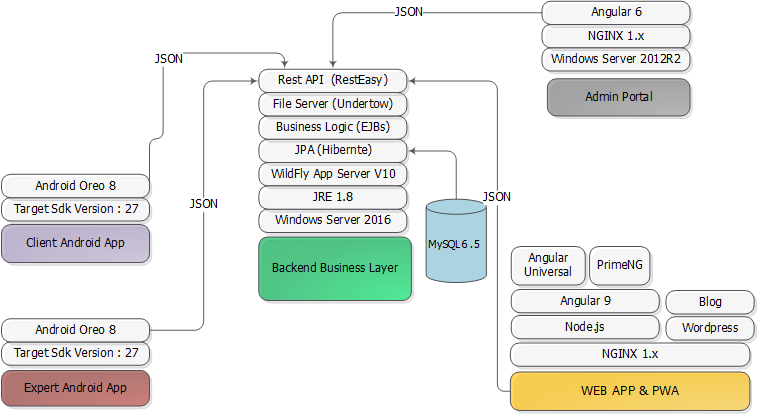 JSON
Angular 6
NGINX 1.x
Windows Server 2012R2
Admin Portal
JSON
Rest API (RestEasy)
File Server (Undertow)
Business Logic (EJBs)
JPA (Hibernte)
WildFly App Server V10
JRE 1.8
Windows Server 2016
Backend Business Layer
Android Oreo 8
Target Sdk Version : 27
Client Android App
JSON
JSON
MySQL6.5
Android Oreo 8
Target Sdk Version : 27
Expert Android App
Angular
Universal
PrimeNG
Angular 9
Blog
Node.js
Wordpress
NGINX 1.x
WEB APP & PWA